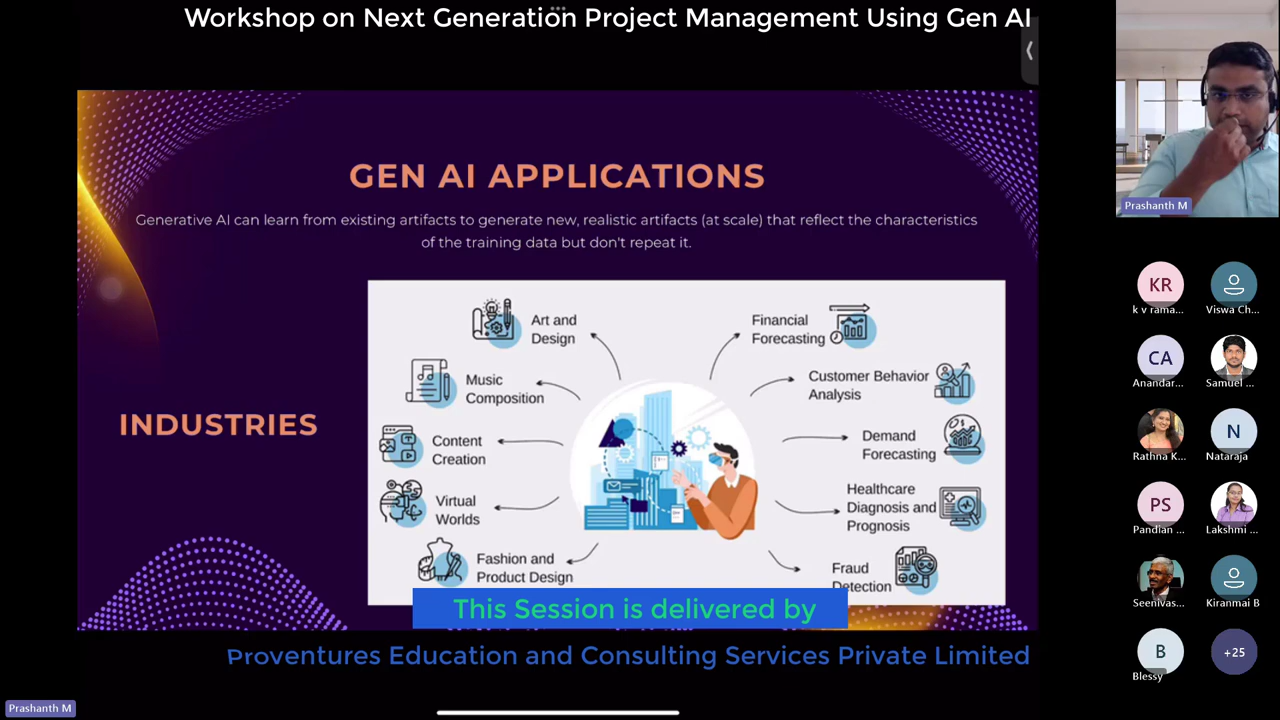 Workshop on Next Generation Project Management Using Gen AI
GEN AI APPLICATIONS
Generative AI can learn from existing artifacts to generate new, realistic artifacts (at scale) that reflect the characteristics
of the training data but don't repeat it.
INDUSTRIES
Art and
Design
Music
Composition
Content
Creation
Virtual
Worlds
Fashion and
Product Design
Financial
Forecasting
Customer Behavior
Analysis
Demand
Forecasting
Healthcare
Diagnosis and
Prognosis
Fraud
Detection
This Session is delivered by
Proventures Education and Consulting Services Private Limited
Prashanth M
Prashanth M
KR
k v rama...
Viswa Ch...
CA
Anandar...
Samuel ...
Rathna K...
N
Nataraja
PS
Pandian ...
Lakshmi ...
Seenivas...
Kiranmai B
B
Blessy
+25